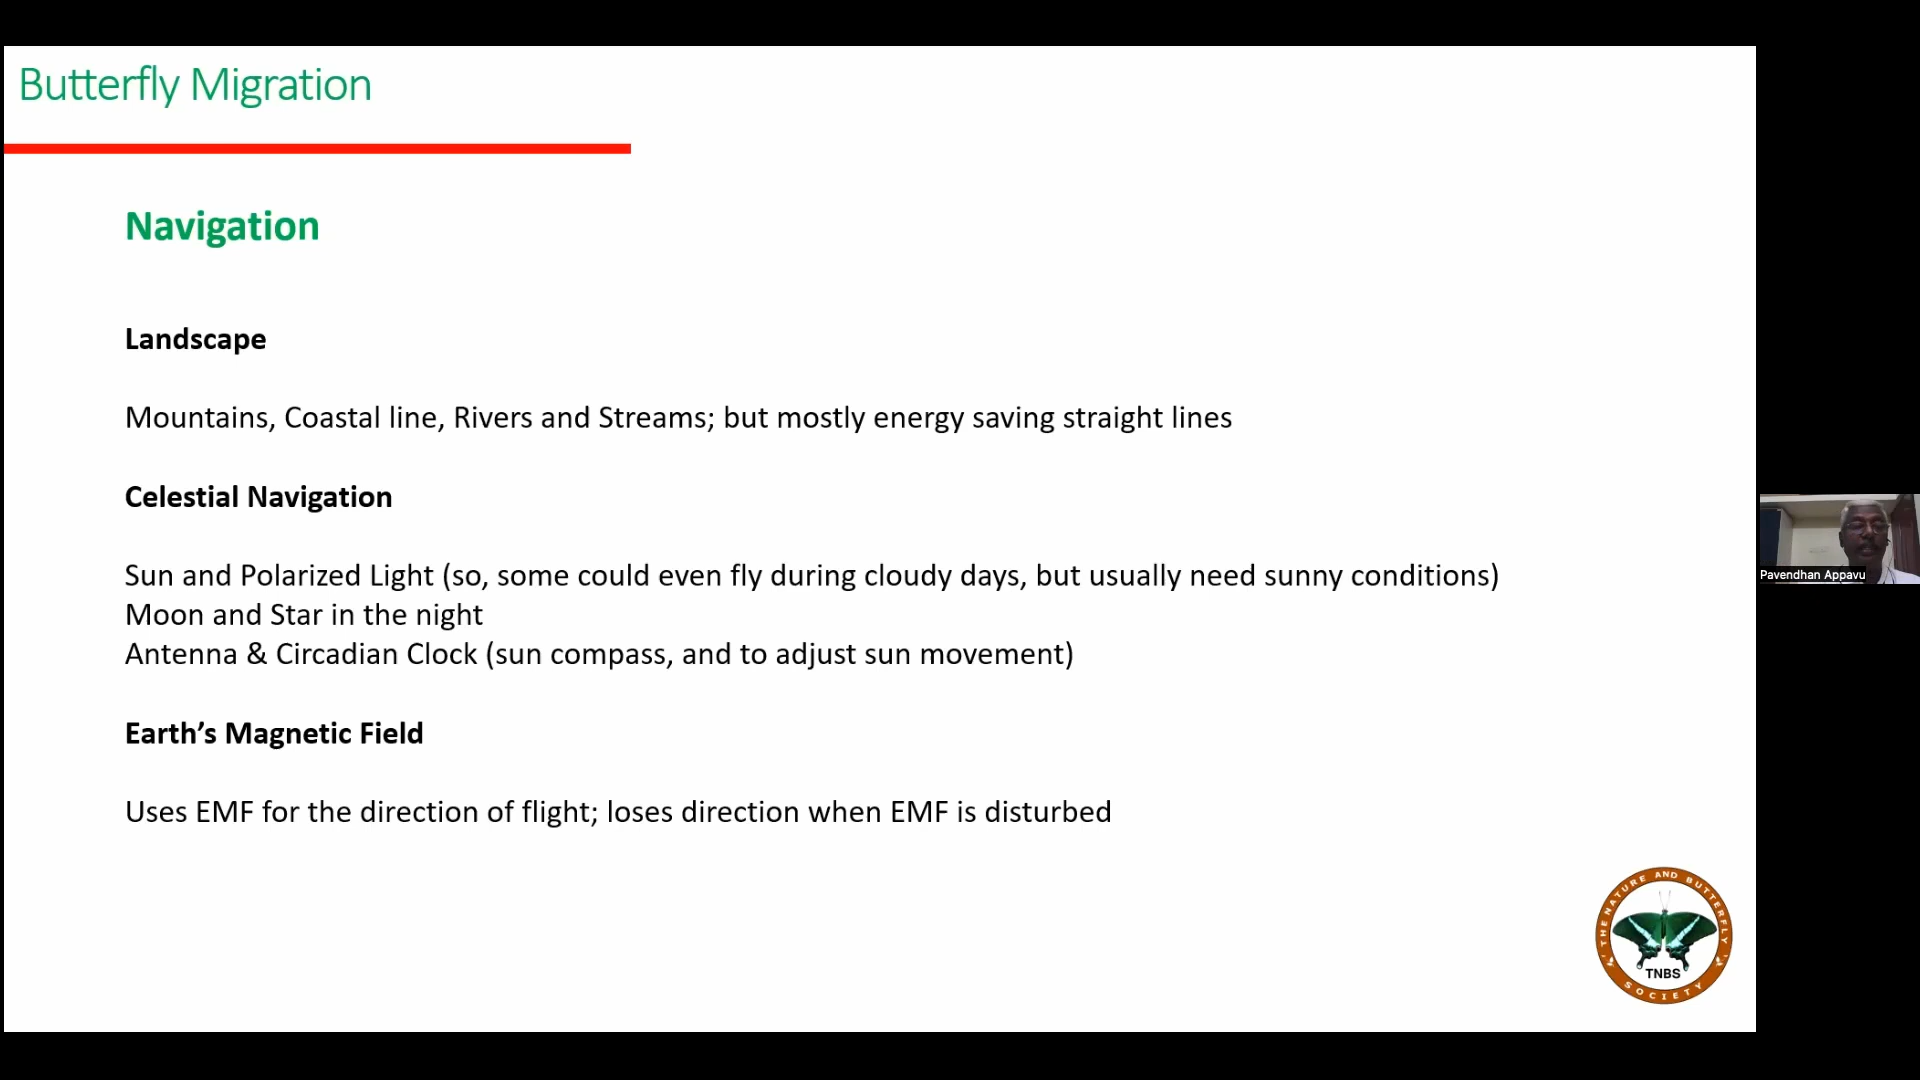 Butterfly Migration
Navigation
Landscape
Mountains, Coastal line, Rivers and Streams; but mostly energy saving straight lines
Celestial Navigation
Sun and Polarized Light (so, some could even fly during cloudy days, but usually need sunny conditions)
Moon and Star in the night
Antenna & Circadian Clock (sun compass, and to adjust sun movement)
Earth’s Magnetic Field
Uses EMF for the direction of flight; loses direction when EMF is disturbed
Pavendhan Appavu
THE NATURE AND BUTTERFLY
TNBS
SOCIETY